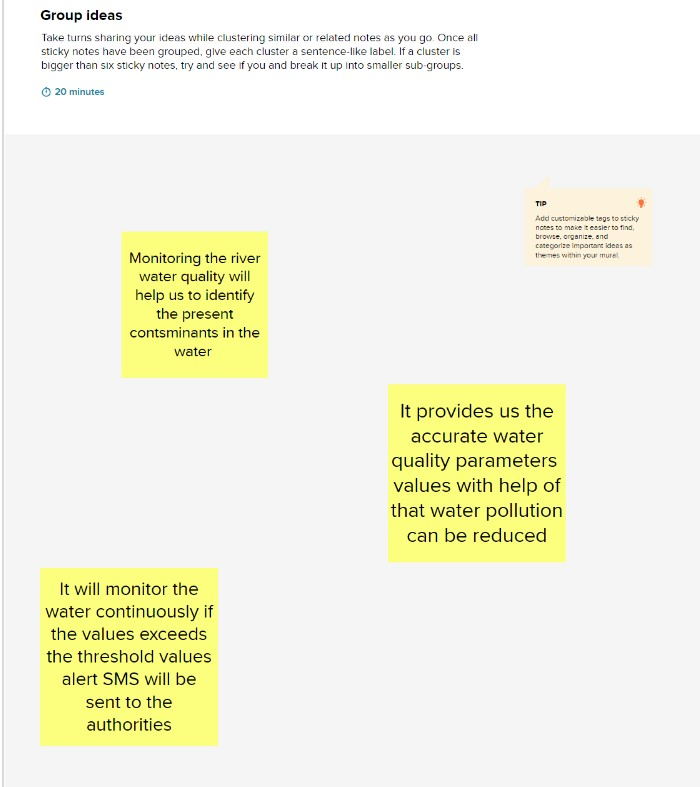 Group ideas
Take turns sharing your ideas while clustering similar or related notes as you go. Once all
sticky notes have been grouped, give each cluster a sentence-like label. If a cluster is
bigger than six sticky notes, try and see if you and break it up into smaller sub-groups.
20 minutes
TIP
Add customizable tags to sticky
notes to make it easier to find,
browse, organize, and
categorize important ideas as
themes within your mural.
Monitoring the river
water quality will
help us to identify
the present
contsminants in the
water
It provides us the
accurate water
quality parameters
values with help of
that water pollution
can be reduced
It will monitor the
water continuously if
the values exceeds
the threshold values
alert SMS will be
sent to the
authorities